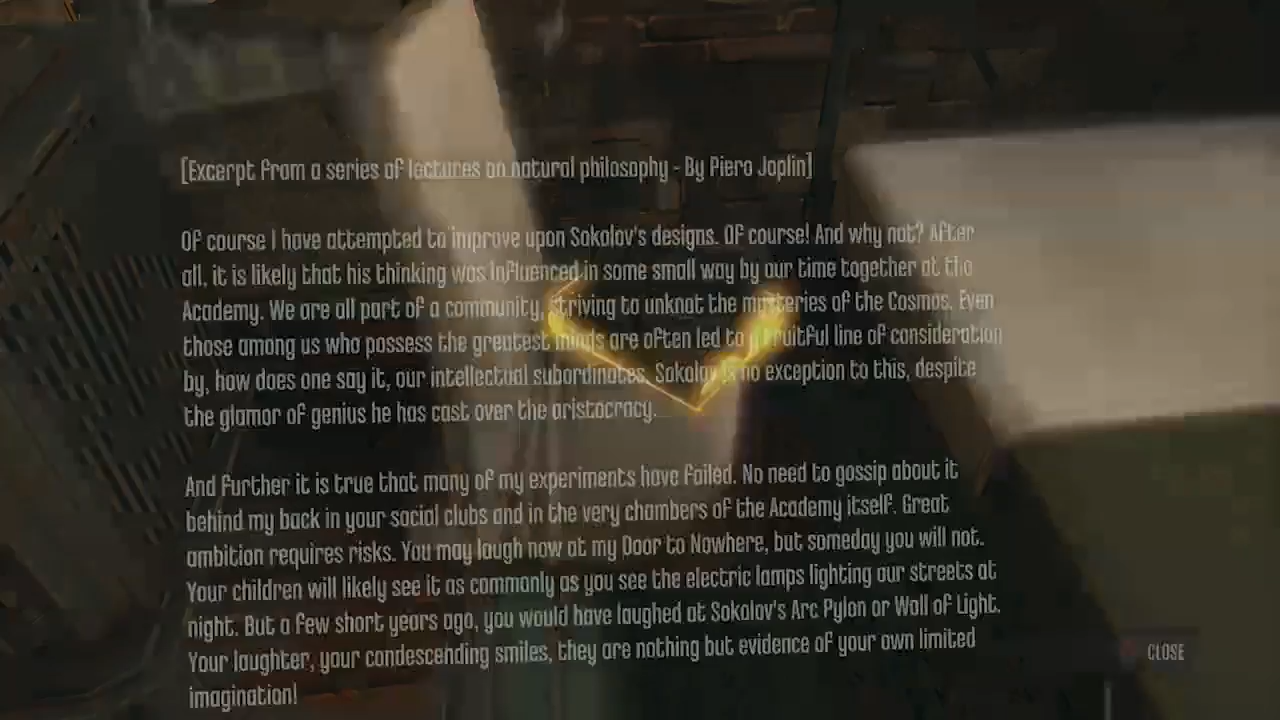 [Excerpt from a series of lectures on natural philosophy - By Piero Joplin]
Of course I have attempted to improve upon Sokolov's designs. Of course! And why not? After
all, it is likely that his thinking was influenced in some small way by our time together at the
Academy. We are all part of a community, striving to unknot the mysteries of the Cosmos. Even
those among us who possess the greatest minds are often led to a fruitful line of consideration
by, how does one say it, our intellectual subordinates. Sokolov is no exception to this, despite
the glamor of genius he has cast over the aristocracy.
And further it is true that many of my experiments have failed. No need to gossip about it
behind my back in your social clubs and in the very chambers of the Academy itself. Great
ambition requires risks. You may laugh now at my Door to Nowhere, but someday you will not.
Your children will likely see it as commonly as you see the electric lamps lighting our streets at
night. But a few short years ago, you would have laughed at Sokolov's Arc Pylon or Wall of Light.
Your laughter, your condescending smiles, they are nothing but evidence of your own limited
imagination!
CLOSE